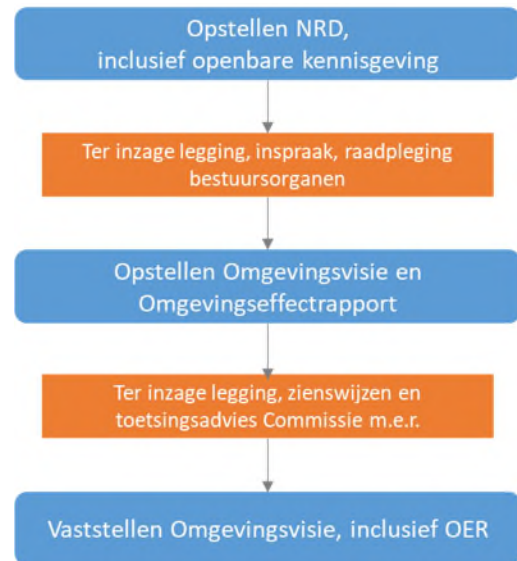 Opstellen NRD,
inclusief openbare kennisgeving
Ter inzage legging, inspraak, raadpleging
bestuursorganen
Opstellen Omgevingsvisie en
Omgevingseffectrapport
Ter inzage legging, zienswijzen en
toetsingsadvies Commissie m.e.r.
Vaststellen Omgevingsvisie, inclusief OER